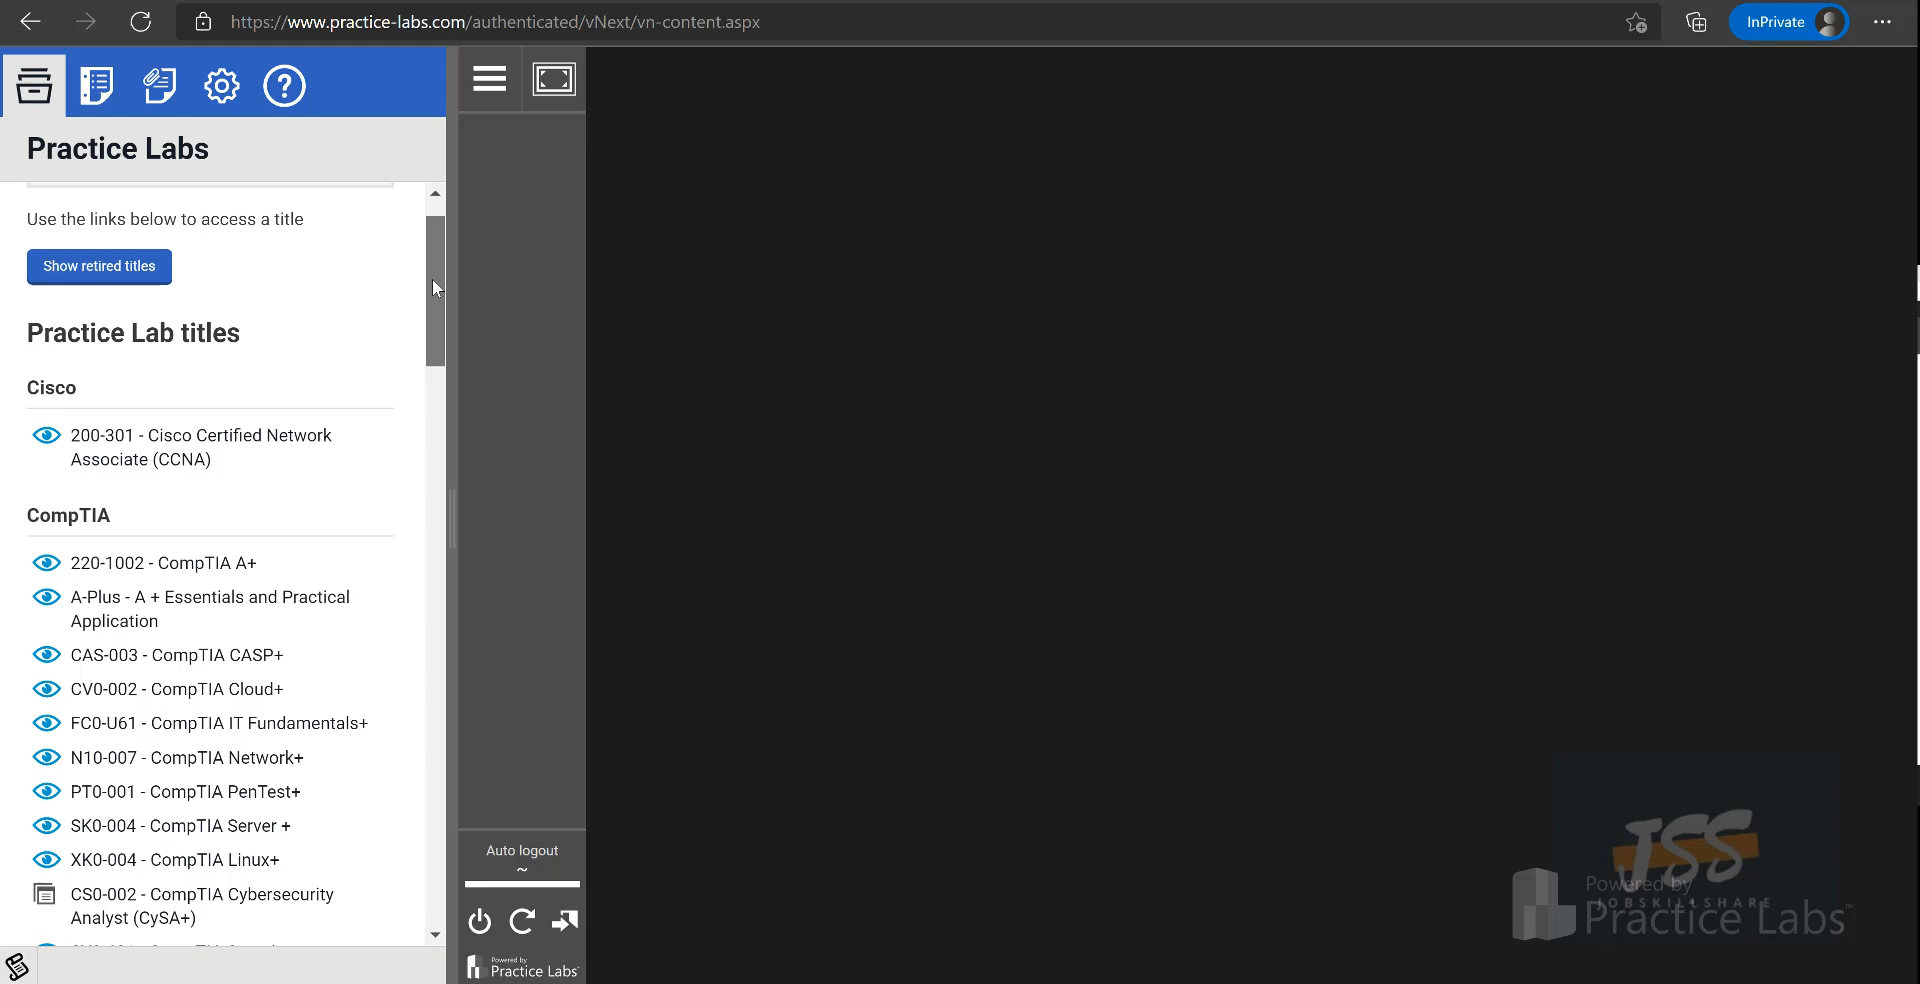 https://www.practice-labs.com/authenticated/vNext/vn-content.aspx
InPrivate
Practice Labs
Use the links below to access a title
Show retired titles
Practice Lab titles
Cisco
200-301 - Cisco Certified Network
Associate (CCNA)
CompTIA
220-1002 - CompTIA A+
A-Plus - A + Essentials and Practical
Application
CAS-003 - CompTIA CASP+
CV0-002 - CompTIA Cloud+
FC0-U61 - CompTIA IT Fundamentals+
N10-007 - CompTIA Network+
PT0-001 - CompTIA PenTest+
SK0-004 - CompTIA Server +
XK0-004 - CompTIA Linux+
CS0-002 - CompTIA Cybersecurity
Analyst (CySA+)
Auto logout
~
Powered by
Practice Labs
JSS
JOBSKILLSHARE
Powered by
Practice Labs™